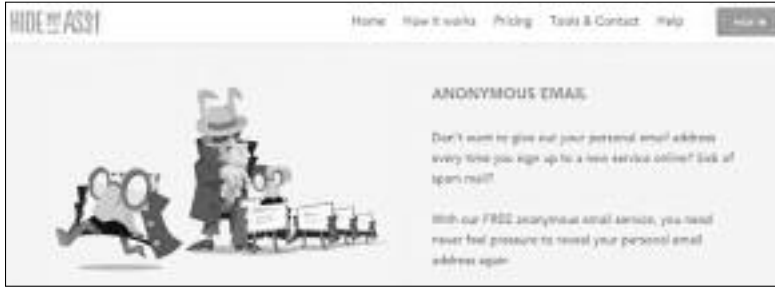 HIDE MY ASS!
Home How it works Pricing Tools & Contact Help
ANONYMOUS EMAIL
Don't want to give out your personal email address
every time you sign up to a new service online? Sick of
spam mail?
With our FREE anonymous email service, you need
never feel pressure to reveal your personal email
address again